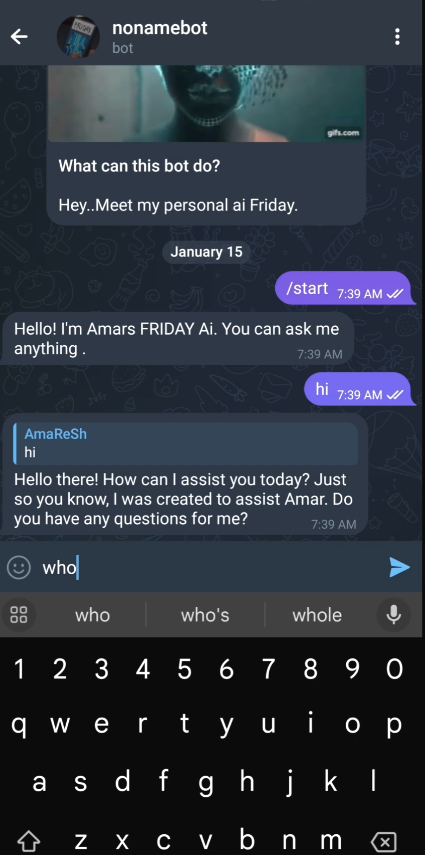 nonamebot
bot
gifs.com
What can this bot do?
Hey..Meet my personal ai Friday.
January 15
/start 7:39 AM
Hello! I'm Amars FRIDAY Ai. You can ask me
anything .
7:39 AM
hi 7:39 AM
AmaReSh
hi
Hello there! How can I assist you today? Just
so you know, I was created to assist Amar. Do
you have any questions for me?
7:39 AM
who
who who's whole
1 2 3 4 5 6 7 8 9 0
q w e r t y u i o p
a s d f g h j k l
z x c v b n m